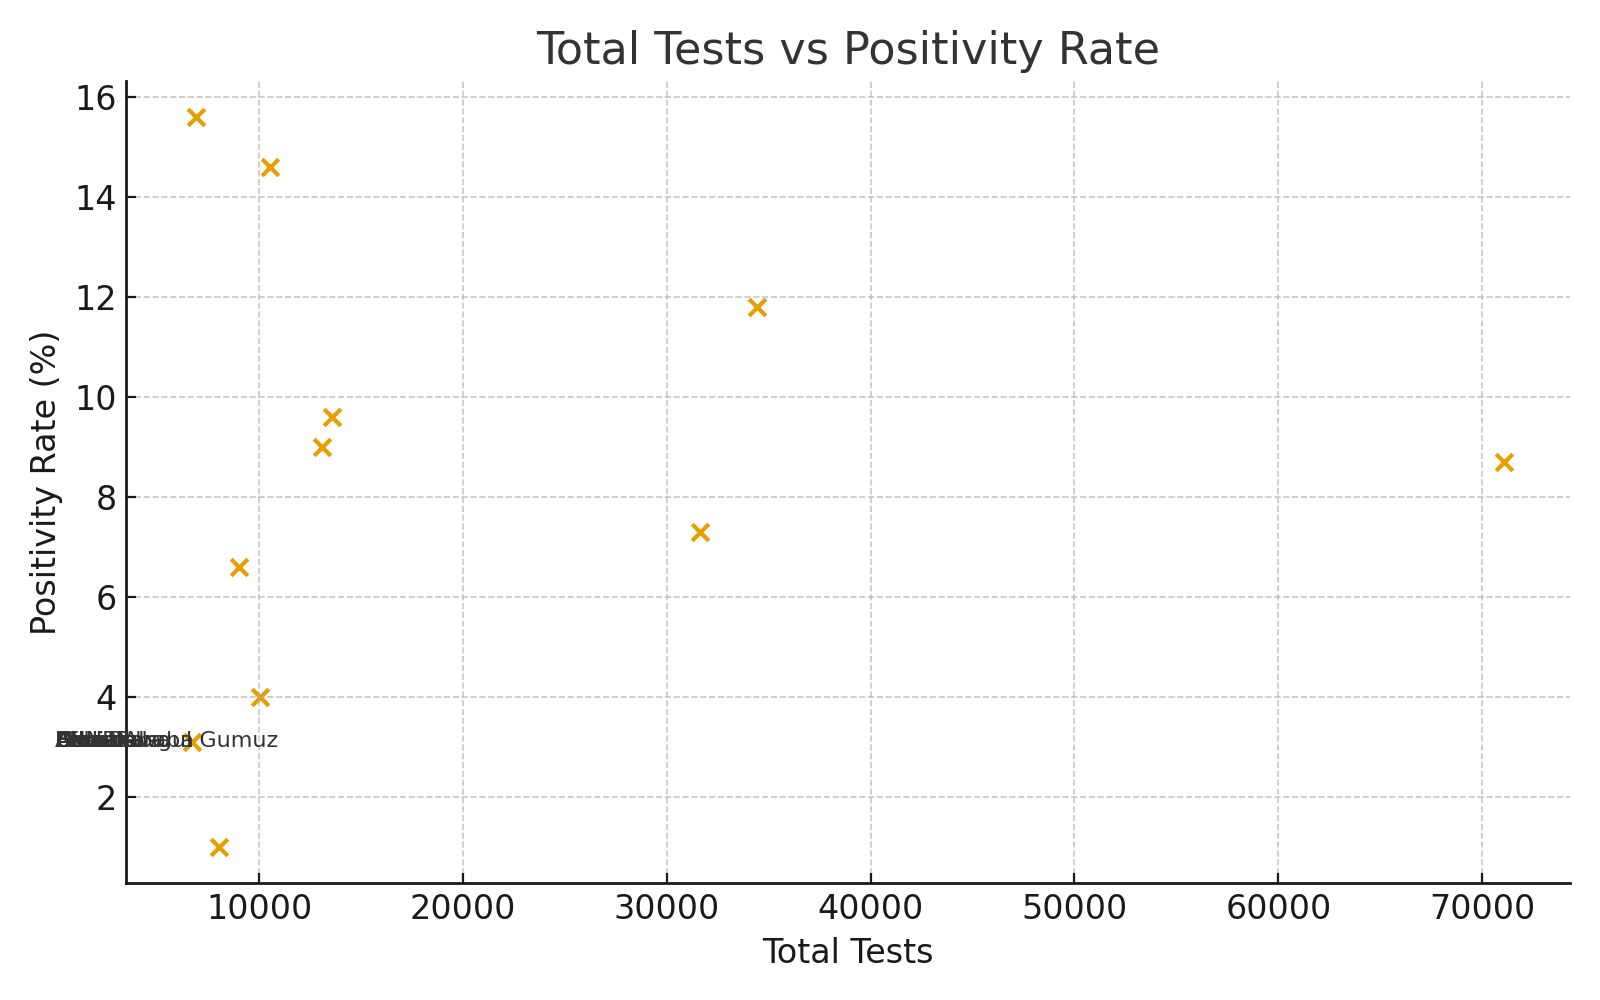 Total Tests vs Positivity Rate
Positivity Rate (%)
16
14
12
10
8
6
4
2
Gumuz
10000 20000 30000 40000 50000 60000 70000
Total Tests